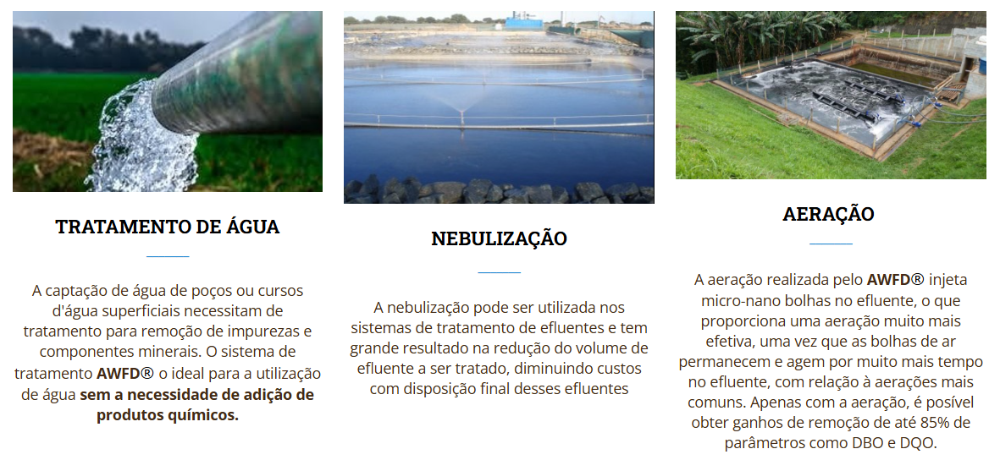 TRATAMENTO DE ÁGUA
A captação de água de poços ou cursos
d'água superficiais necessitam de
tratamento para remoção de impurezas e
componentes minerais. O sistema de
tratamento AWFD® o ideal para a utilização
de água sem a necessidade de adição de
produtos químicos.
NEBULIZAÇÃO
A nebulização pode ser utilizada nos
sistemas de tratamento de efluentes e tem
grande resultado na redução do volume de
efluente a ser tratado, diminuindo custos
com disposição final desses efluentes
AERAÇÃO
A aeração realizada pelo AWFD® injeta
micro-nano bolhas no efluente, o que
proporciona uma aeração muito mais
efetiva, uma vez que as bolhas de ar
permanecem e agem por muito mais tempo
no efluente, com relação à aerações mais
comuns. Apenas com a aeração, é posível
obter ganhos de remoção de até 85% de
parâmetros como DBO e DQO.